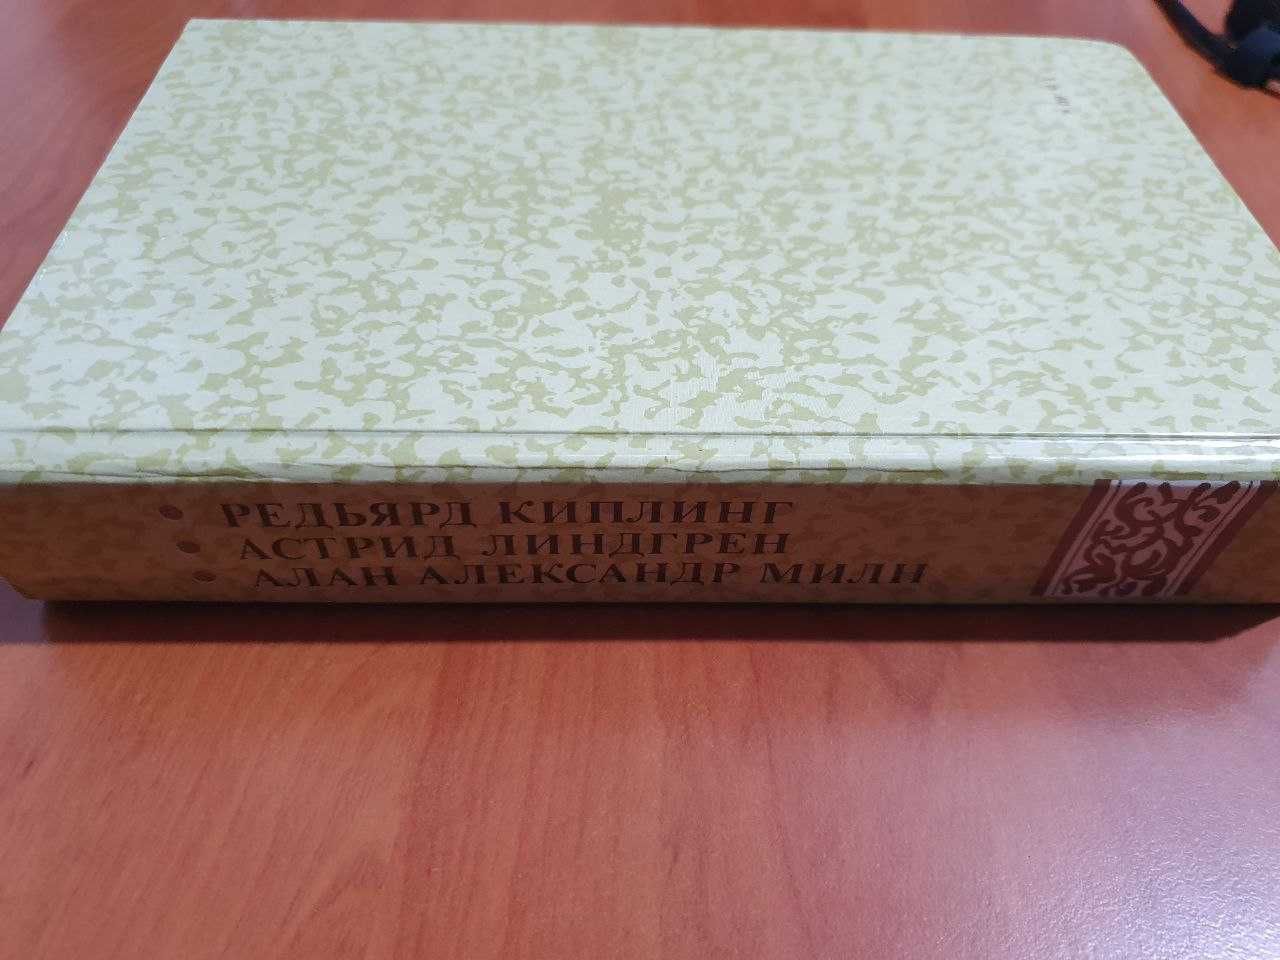 • РЕДЬЯРД КИПЛИНГ
• АСТРИД ЛИНДГРЕН
• АЛАН АЛЕКСАНДР МИЛН